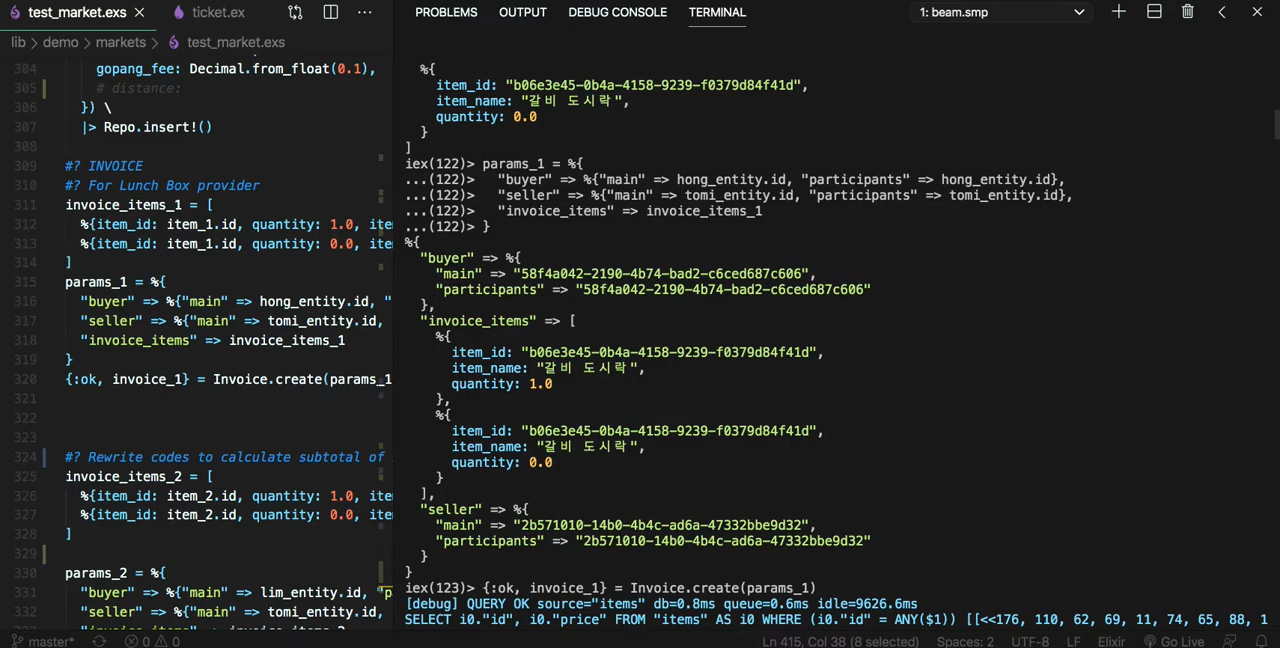 test_market.exs
ticket.ex
PROBLEMS OUTPUT DEBUG CONSOLE TERMINAL
1: beam.smp
lib > demo > markets > test_market.exs
304 gopang_fee: Decimal.from_float(0.1),
305 # distance:
306 }) \
307 |> Repo.insert!()
308
309 #? INVOICE
310 #? For Lunch Box provider
311 invoice_items_1 = [
312 %{item_id: item_1.id, quantity: 1.0, ite
313 %{item_id: item_1.id, quantity: 0.0, ite
314 ]
315 params_1 = %{
316 "buyer" => %{"main" => hong_entity.id, "
317 "seller" => %{"main" => tomi_entity.id,
318 "invoice_items" => invoice_items_1
319 }
320 {:ok, invoice_1} = Invoice.create(params_1
321
322
323
324 #? Rewrite codes to calculate subtotal of
325 invoice_items_2 = [
326 %{item_id: item_2.id, quantity: 1.0, ite
327 %{item_id: item_2.id, quantity: 0.0, ite
328 ]
329
330 params_2 = %{
331 "buyer" => %{"main" => lim_entity.id, "p
332 "seller" => %{"main" => tomi_entity.id,
%{
item_id: "b06e3e45-0b4a-4158-9239-f0379d84f41d",
item_name: "갈비 도시락",
quantity: 0.0
}
]
iex(122)> params_1 = %{
...(122)> "buyer" => %{"main" => hong_entity.id, "participants" => hong_entity.id},
...(122)> "seller" => %{"main" => tomi_entity.id, "participants" => tomi_entity.id},
...(122)> "invoice_items" => invoice_items_1
...(122)> }
%{
"buyer" => %{
"main" => "58f4a042-2190-4b74-bad2-c6ced687c606",
"participants" => "58f4a042-2190-4b74-bad2-c6ced687c606"
},
"invoice_items" => [
%{
item_id: "b06e3e45-0b4a-4158-9239-f0379d84f41d",
item_name: "갈비 도시락",
quantity: 1.0
},
%{
item_id: "b06e3e45-0b4a-4158-9239-f0379d84f41d",
item_name: "갈비 도시락",
quantity: 0.0
}
],
"seller" => %{
"main" => "2b571010-14b0-4b4c-ad6a-47332bbe9d32",
"participants" => "2b571010-14b0-4b4c-ad6a-47332bbe9d32"
}
}
iex(123)> {:ok, invoice_1} = Invoice.create(params_1)
[debug] QUERY OK source="items" db=0.8ms queue=0.6ms idle=9626.6ms
SELECT i0."id", i0."price" FROM "items" AS i0 WHERE (i0."id" = ANY($1)) [[<<176, 110, 62, 69, 11, 74, 65, 88, 1
master* 0 0 Ln 415, Col 38 (8 selected) Spaces: 2 UTF-8 LF Elixir Go Live